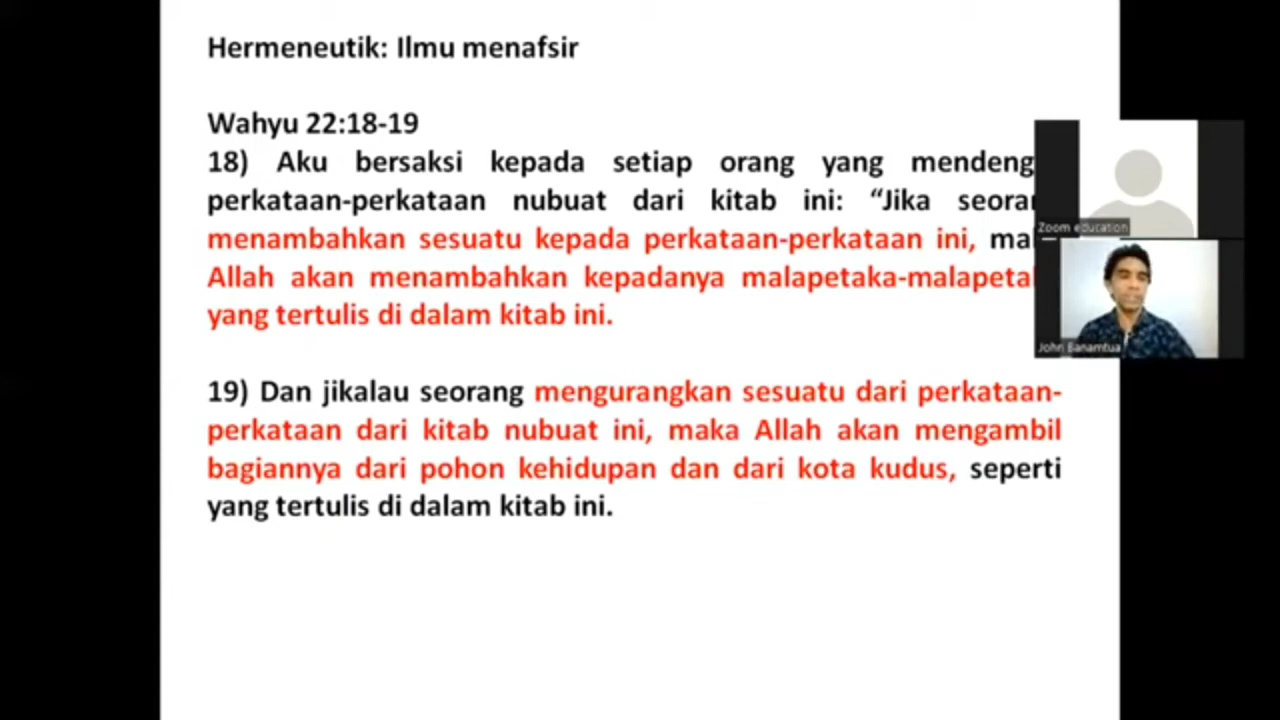 Hermeneutik: Ilmu menafsir
Wahyu 22:18-19
18) Aku bersaksi kepada setiap orang yang mendeng
perkataan-perkataan nubuat dari kitab ini: “Jika seora
menambahkan sesuatu kepada perkataan-perkataan ini, ma
Allah akan menambahkan kepadanya malapetaka-malapeta
yang tertulis di dalam kitab ini.
19) Dan jikalau seorang mengurangkan sesuatu dari perkataan-
perkataan dari kitab nubuat ini, maka Allah akan mengambil
bagiannya dari pohon kehidupan dan dari kota kudus, seperti
yang tertulis di dalam kitab ini.
Zoom education
John Banamtua